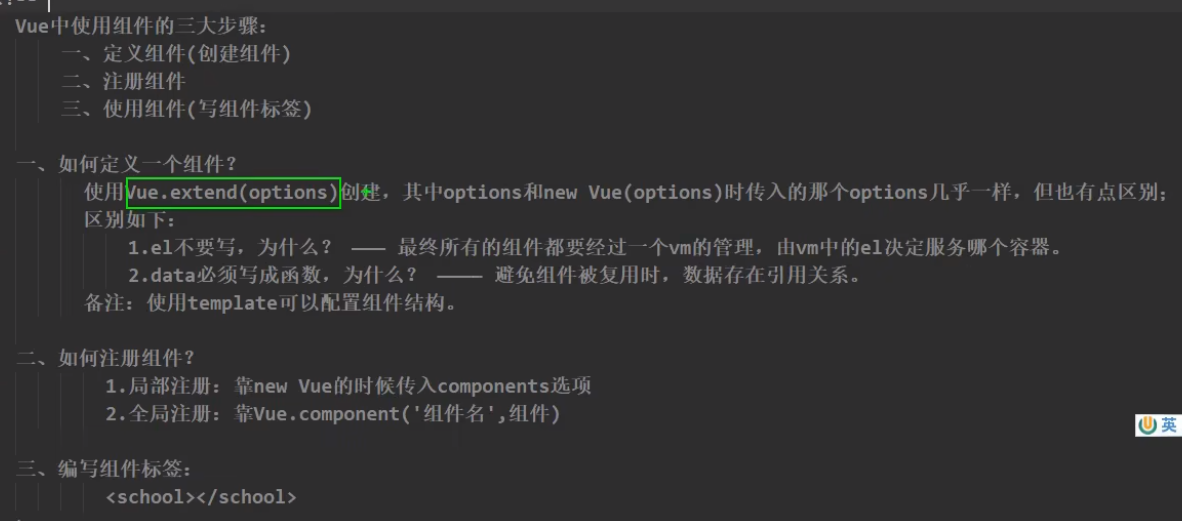 Vue中使用组件的三大步骤:
一、定义组件(创建组件)
二、注册组件
三、使用组件(写组件标签)
一、如何定义一个组件?
使用Vue.extend(options)创建，其中options和new Vue(options)时传入的那个options几乎一样，但也有点区别;
区别如下:
1.el不要写，为什么? ——— 最终所有的组件都要经过一个vm的管理，由vm中的el决定服务哪个容器。
2.data必须写成函数，为什么? ———— 避免组件被复用时，数据存在引用关系。
备注: 使用template可以配置组件结构。
二、如何注册组件?
1.局部注册: 靠new Vue的时候传入components选项
2.全局注册: 靠Vue.component('组件名',组件)
英
三、编写组件标签:
<school></school>